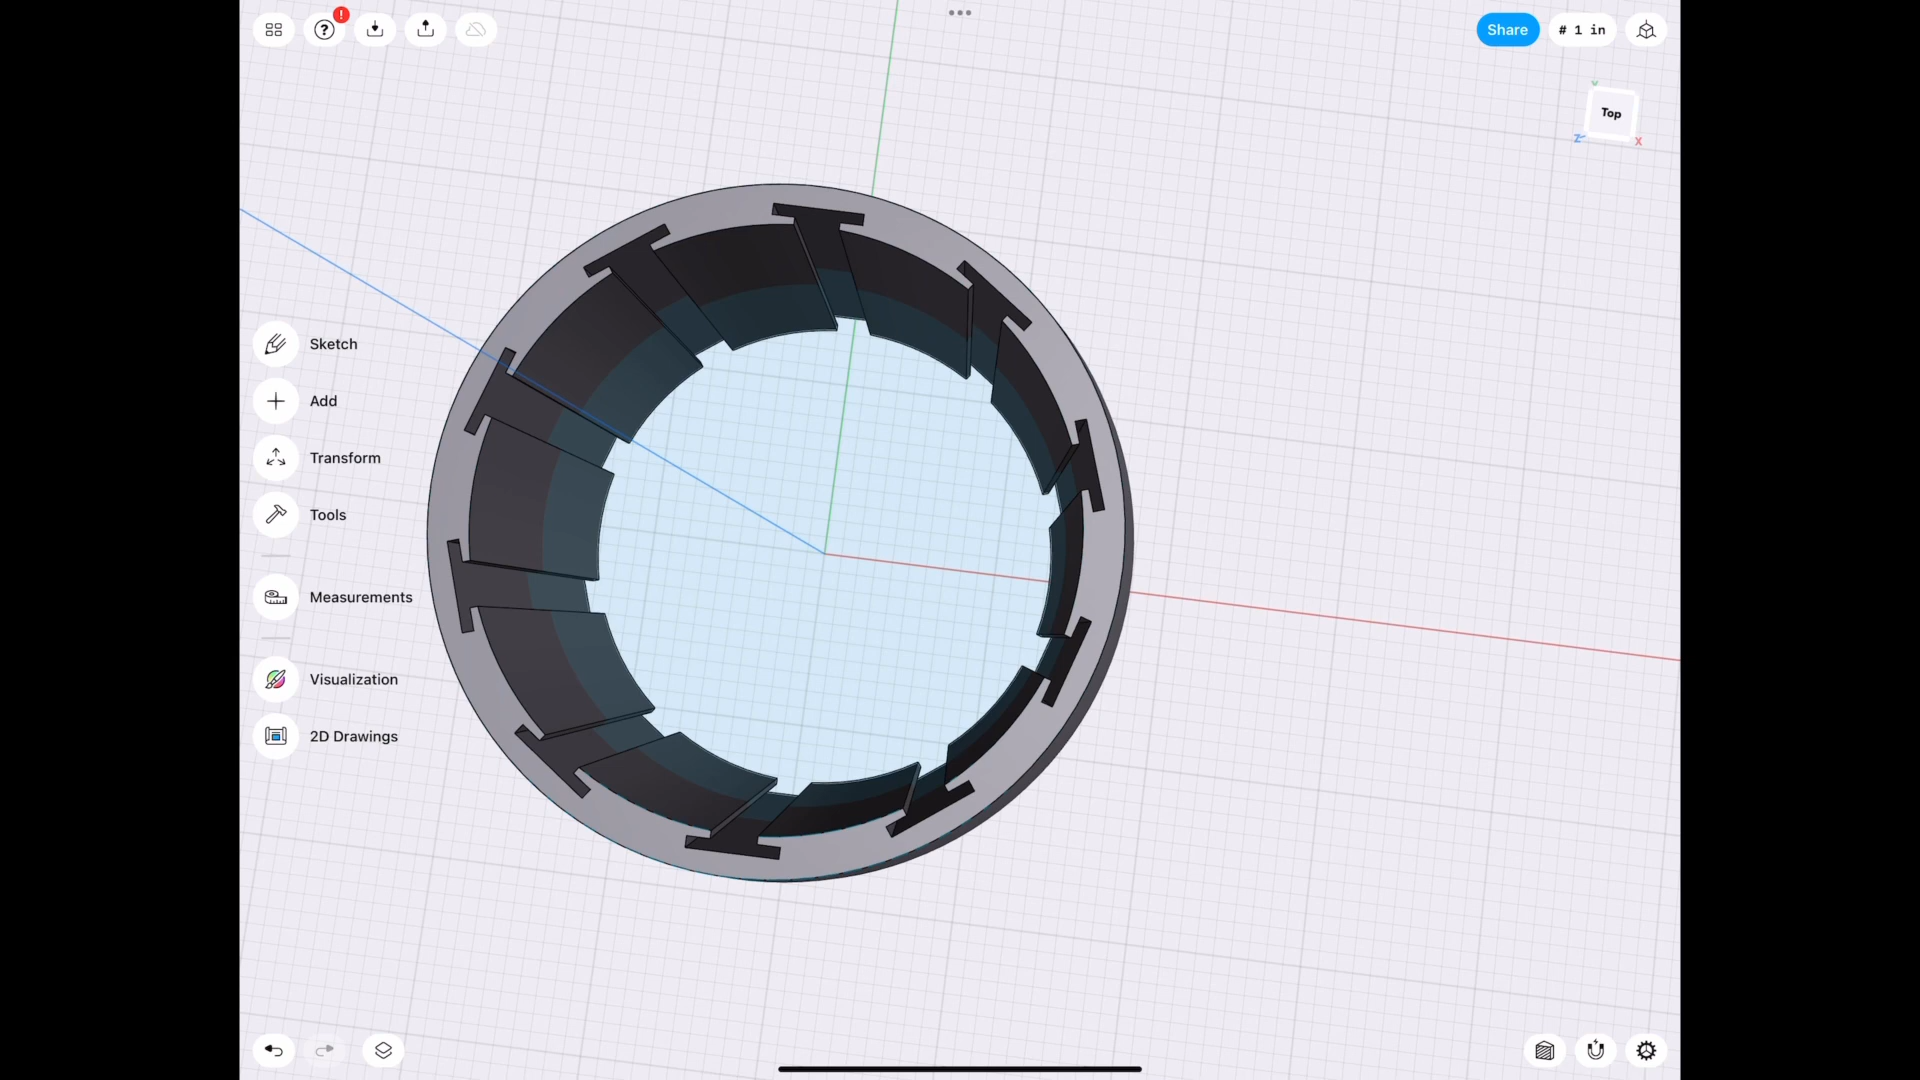 Share
# 1 in
Y
Top
Z
X
Sketch
Add
Transform
Tools
Measurements
Visualization
2D Drawings